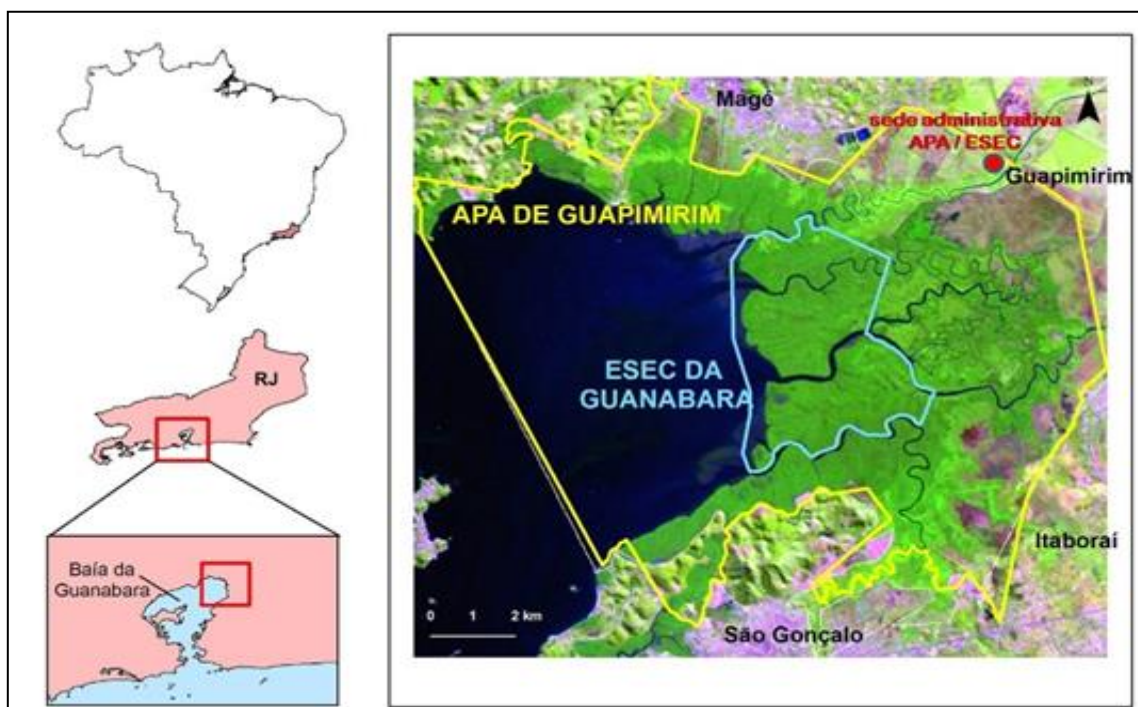 RJ
Baía da
Guanabara
Magé
sede administrativa
APA / ESEC
Guapimirim
APA DE GUAPIMIRIM
ESEC DA
GUANABARA
Itaboraí
0 1 2 km
São Gonçalo